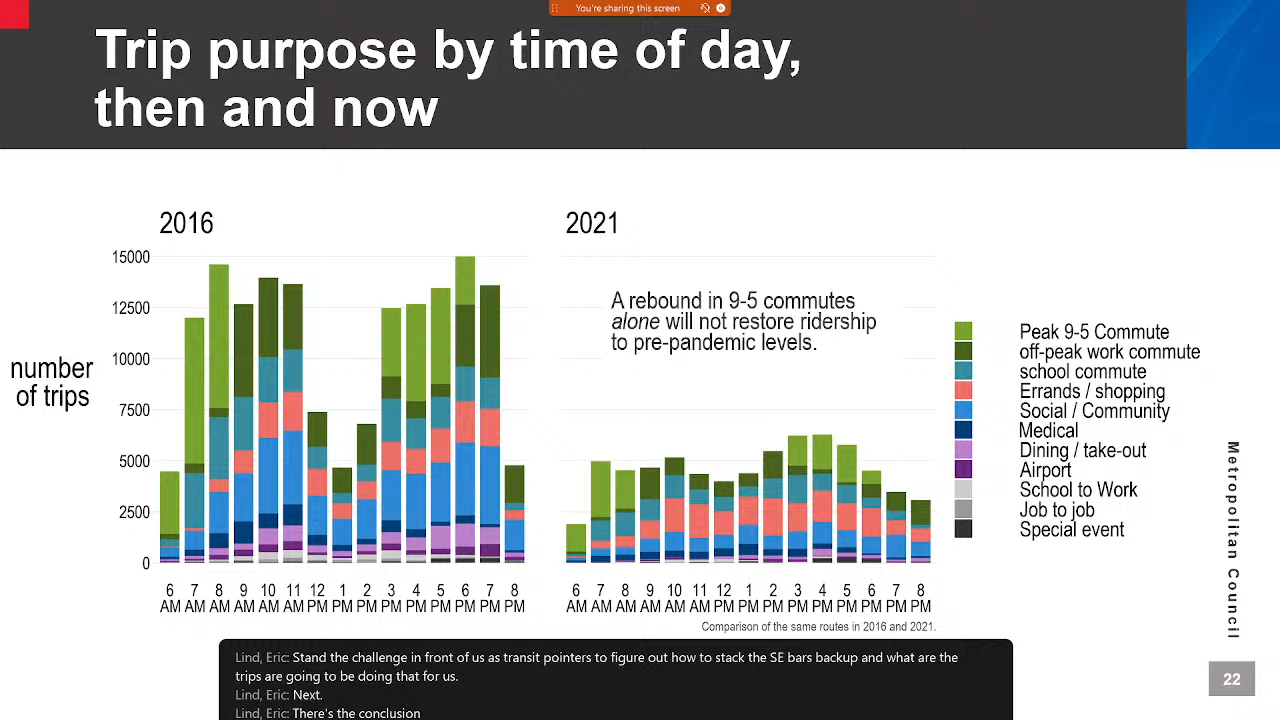 You're sharing this screen
Trip purpose by time of day,
then and now
2016
2021
15000
12500
10000
7500
5000
2500
0
number
of trips
A rebound in 9-5 commutes
alone will not restore ridership
to pre-pandemic levels.
Peak 9-5 Commute
off-peak work commute
school commute
Errands / shopping
Social / Community
Medical
Dining / take-out
Airport
School to Work
Job to job
Special event
6 7 8 9 10 11 12 1 2 3 4 5 6 7 8
AM AM AM AM AM AM PM PM PM PM PM PM PM PM PM
6 7 8 9 10 11 12 1 2 3 4 5 6 7 8
AM AM AM AM AM AM PM PM PM PM PM PM PM PM PM
Comparison of the same routes in 2016 and 2021.
Metropolitan Council
22
Lind, Eric: Stand the challenge in front of us as transit pointers to figure out how to stack the SE bars backup and what are the
trips are going to be doing that for us.
Lind, Eric: Next.
Lind, Eric: There's the conclusion